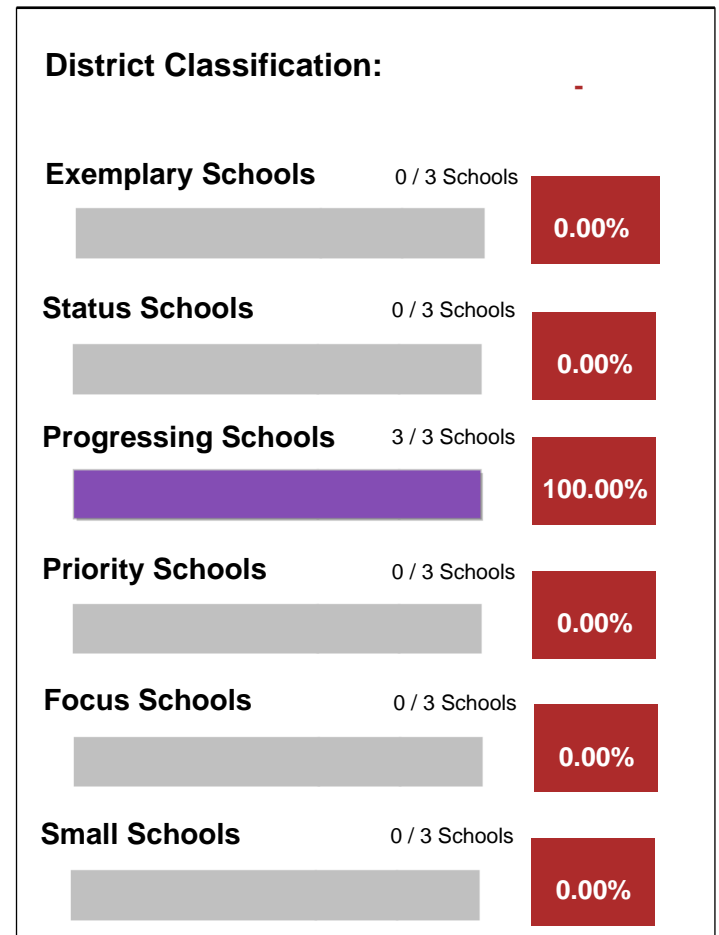 District Classification:
-
Exemplary Schools 0 / 3 Schools
0.00%
Status Schools 0 / 3 Schools
0.00%
Progressing Schools 3 / 3 Schools
100.00%
Priority Schools 0 / 3 Schools
0.00%
Focus Schools 0 / 3 Schools
0.00%
Small Schools 0 / 3 Schools
0.00%